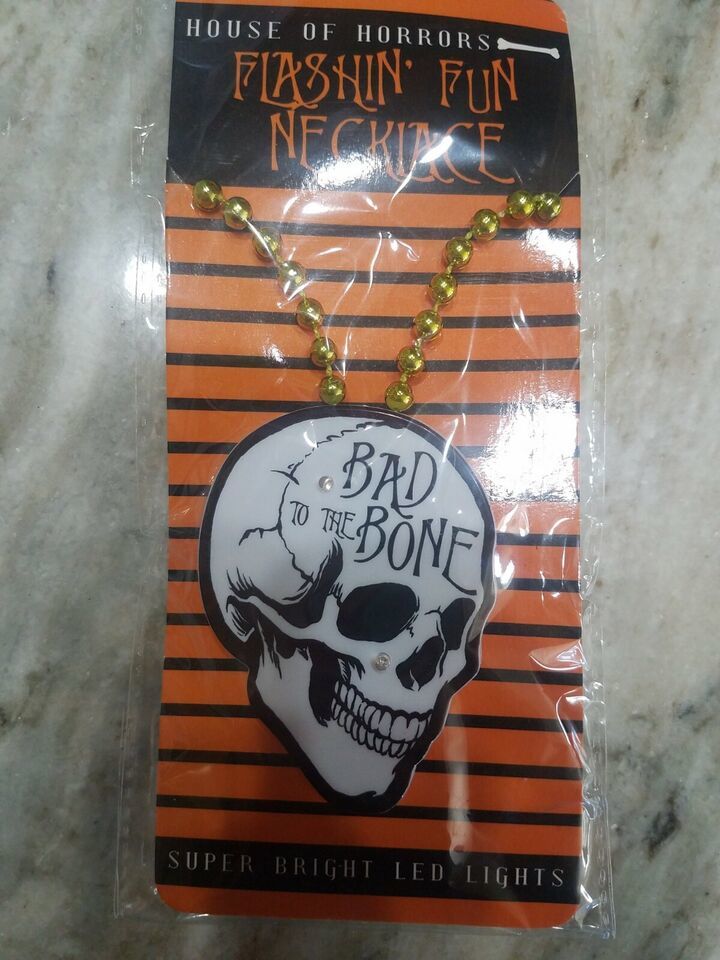 HOUSE OF HORRORS
FLASHIN' FUN
NECKLACE
BAD
TO THE BONE
SUPER BRIGHT LED LIGHTS